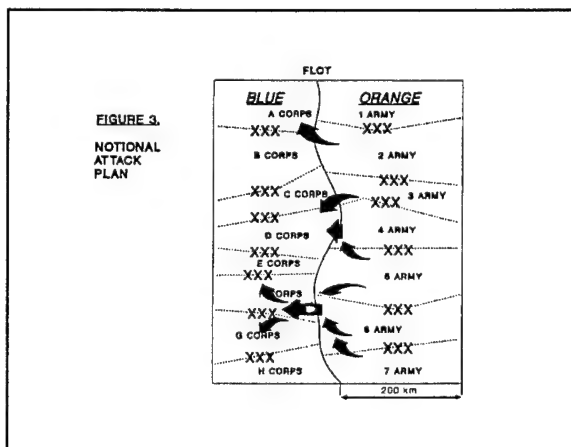 FLOT
BLUE
ORANGE
FIGURE 3.
NOTIONAL
ATTACK
PLAN
A CORPS
1 ARMY
XXX
XXX
B CORPS
2 ARMY
XXX
XXX
C CORPS
3 ARMY
XXX
XXX
D CORPS
4 ARMY
XXX
XXX
E CORPS
XXX
5 ARMY
CORPS
XXX
XXX
G CORPS
6 ARMY
XXX
XXX
H CORPS
7 ARMY
200 km